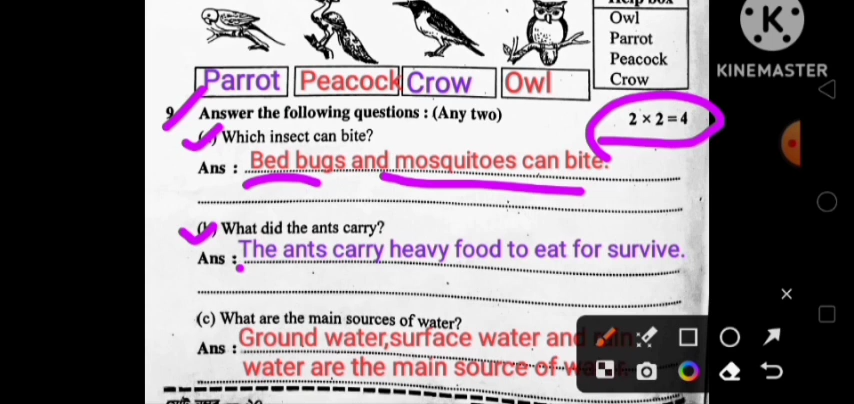 Help Box
Owl
Parrot
Peacock
Crow
KINEMASTER
K
Parrot Peacock Crow Owl
9. Answer the following questions : (Any two) 2 × 2 = 4
Which insect can bite?
Ans : Bed bugs and mosquitoes can bite.
What did the ants carry?
Ans : The ants carry heavy food to eat for survive.
(c) What are the main sources of water?
Ans : Ground water,surface water and
water are the main source of